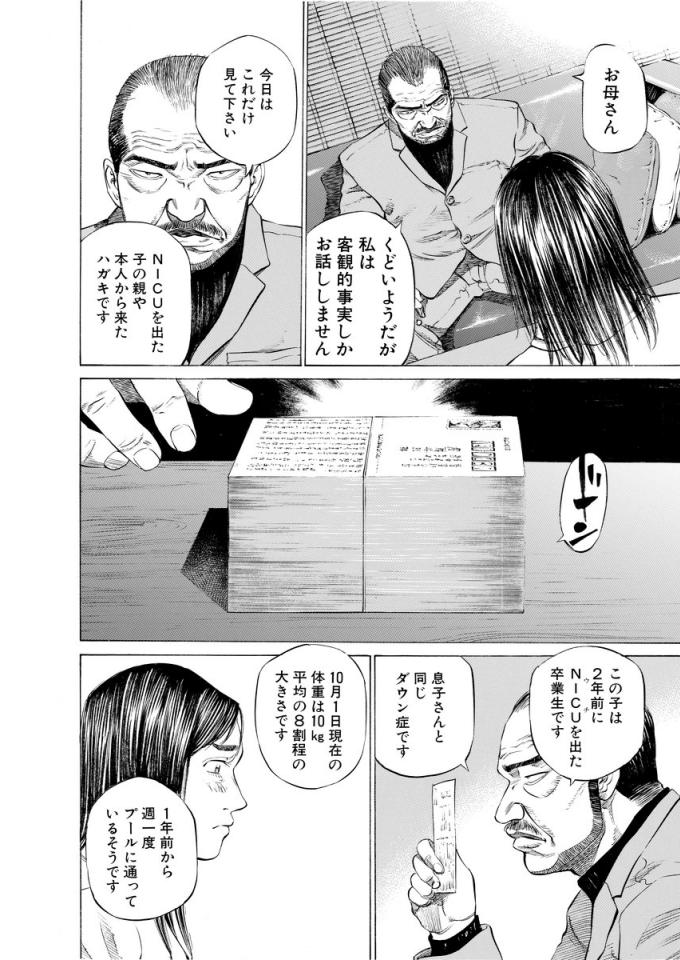 お母さん
くどいようだが
私は
客観的事実しか
お話ししません
今日は
これだけ
見て下さい
NICUを出た
子の親や
本人から来た
ハガキです
ドーン
この子は
2年前に
NICUを出た
ウチ
卒業生です
息子さんと
同じ
ダウン症です
10月1日現在の
体重は10kg
平均の8割程の
大きさです
1年前から
週一度
プールに通って
いるそうです